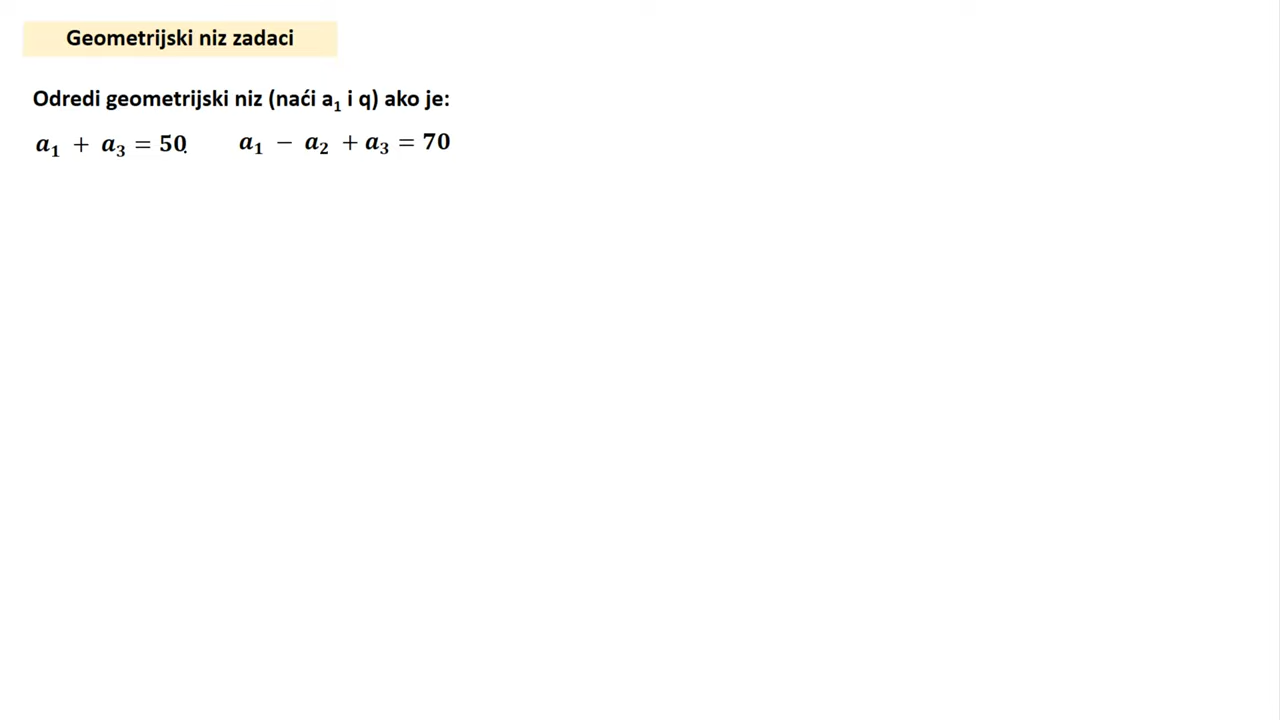 Geometrijski niz zadaci
Odredi geometrijski niz (naći a₁ i q) ako je:
a₁ + a₃ = 50 a₁ − a₂ + a₃ = 70